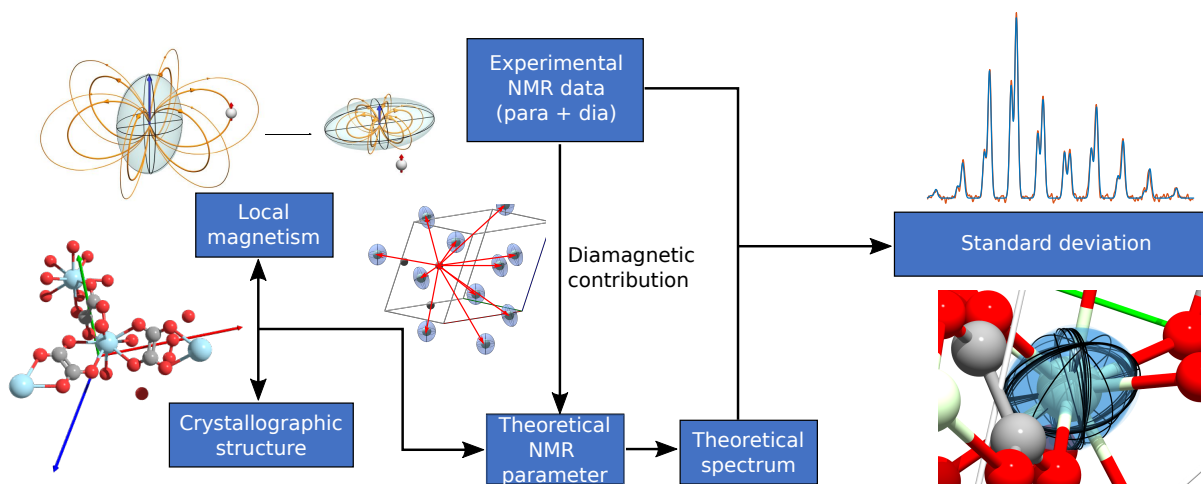 Experimental
NMR data
(para + dia)
Local
magnetism
Diamagnetic
contribution
Standard deviation
Crystallographic
structure
Theoretical
NMR
parameter
Theoretical
spectrum